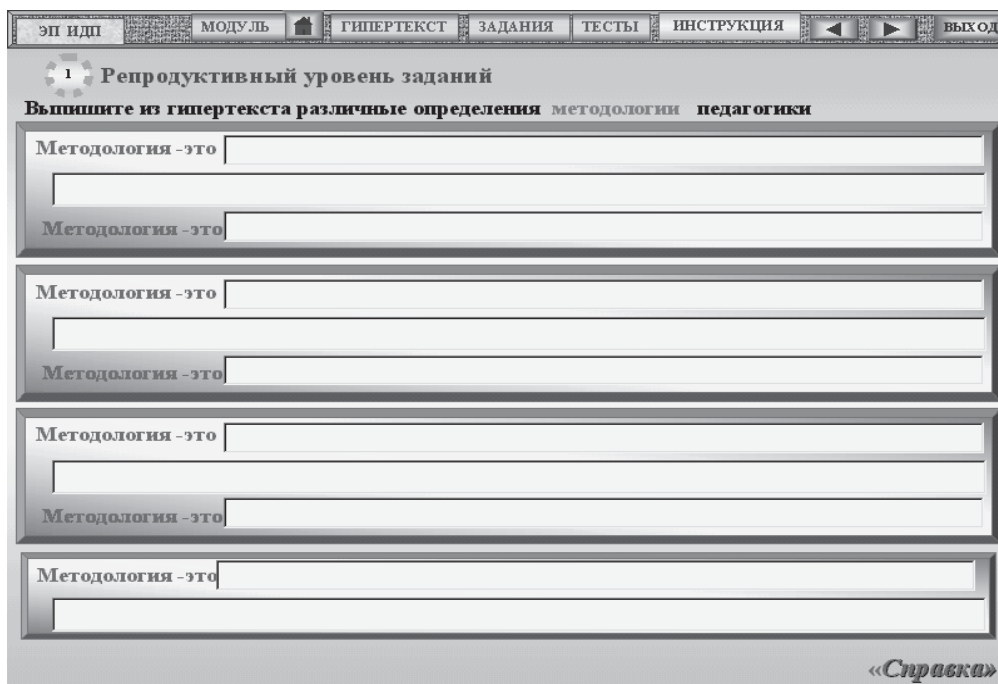 ЭП ИДП МОДУЛЬ ГИПЕРТЕКСТ ЗАДАНИЯ ТЕСТЫ ИНСТРУКЦИЯ ВЫХОД
1 Репродуктивный уровень заданий
Выпишите из гипертекста различные определения методологии педагогики
Методология -это
Методология -это
Методология -это
Методология -это
Методология -это
Методология -это
Методология -это
«Справка»